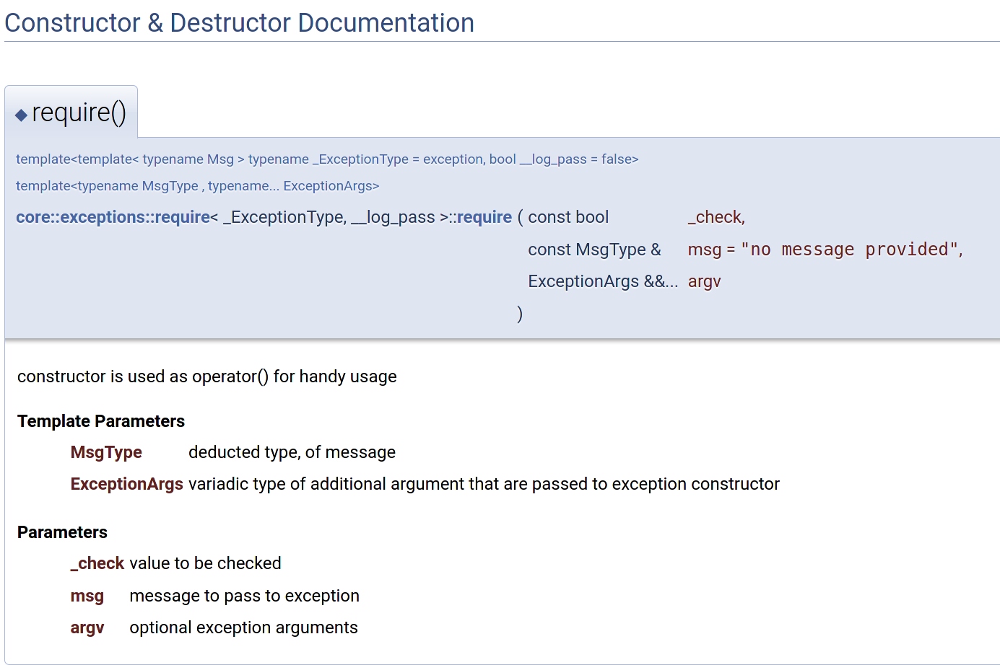 Constructor & Destructor Documentation
◆ require()
template<template< typename Msg > typename _ExceptionType = exception, bool __log_pass = false>
template<typename MsgType , typename... ExceptionArgs>
core::exceptions::require< _ExceptionType, __log_pass >::require ( const bool _check,
const MsgType & msg = "no message provided",
ExceptionArgs &&... argv
)
constructor is used as operator() for handy usage
Template Parameters
MsgType deducted type, of message
ExceptionArgs variadic type of additional argument that are passed to exception constructor
Parameters
_check value to be checked
msg message to pass to exception
argv optional exception arguments